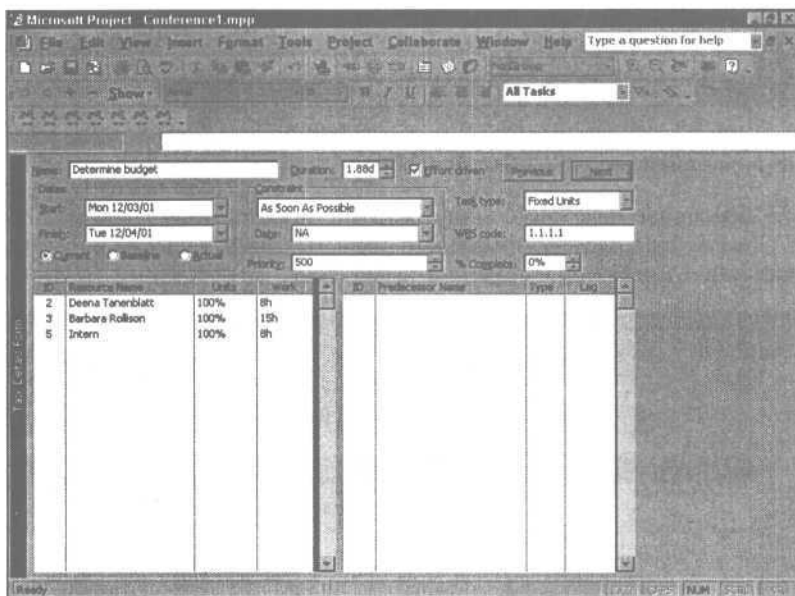 Microsoft Project - Conference1.mpp
File Edit View Insert Format Tools Project Collaborate Window Help Type a question for help
Show
All Tasks
Name: Determine budget Duration: 1.88d Effort driven Previous Next
Dates Constraint Task type: Fixed Units
Start: Mon 12/03/01 As Soon As Possible
Finish: Tue 12/04/01 Date: NA WBS code: 1.1.1.1
Current Baseline Actual Priority: 500 % Complete: 0%
ID Resource Name Units Work ID Predecessor Name Type Lag
2 Deena Tanenblatt 100% 8h
3 Barbara Rollison 100% 15h
5 Intern 100% 8h
Task Detail Form
Ready NUM